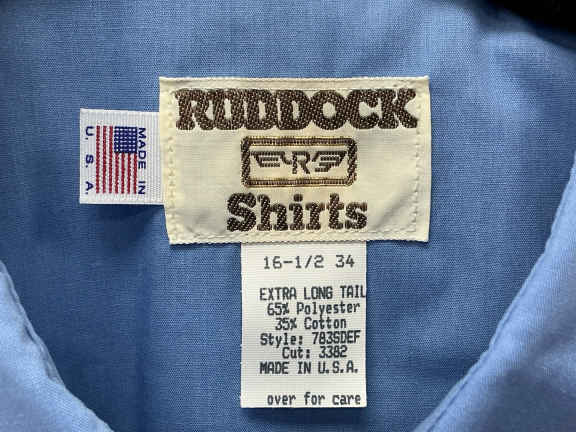 RUDDOCK
R
Shirts
MADE IN
U. S. A.
16-1/2 34
EXTRA LONG TAIL
65% Polyester
35% Cotton
Style: 783SDEF
Cut: 3382
MADE IN U.S.A.
over for care